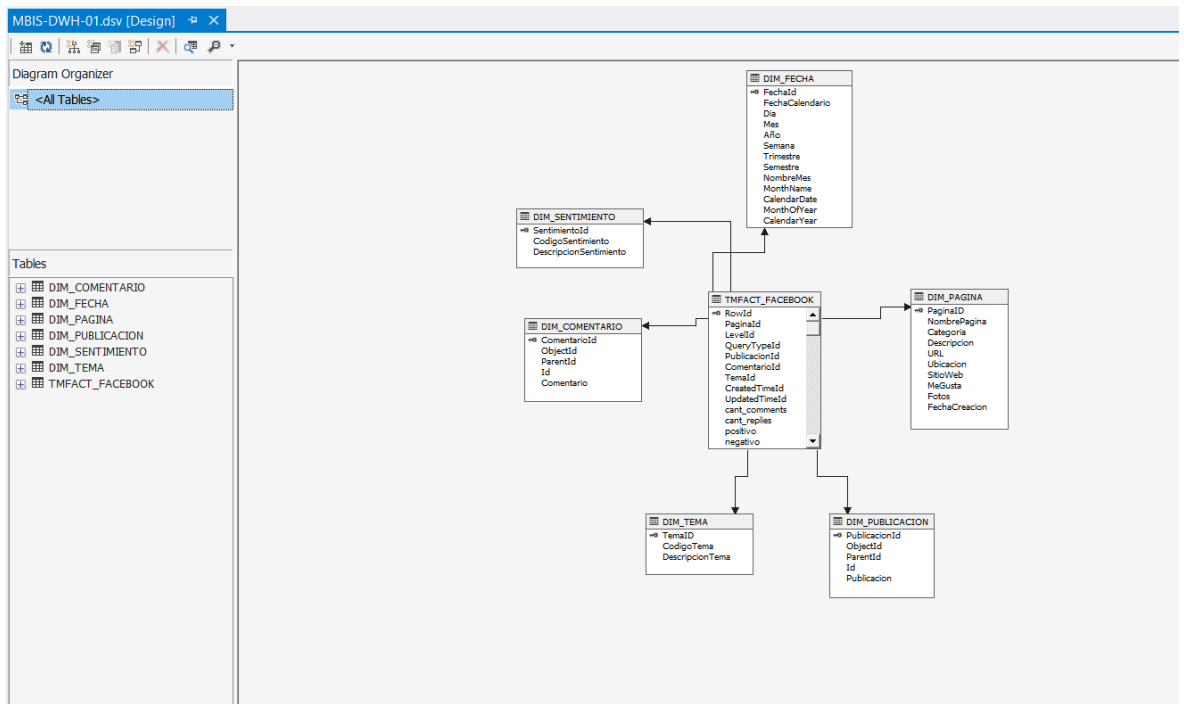 MBIS-DWH-01.dsv [Design]
Diagram Organizer
<All Tables>
Tables
DIM_COMENTARIO
DIM_FECHA
DIM_PAGINA
DIM_PUBLICACION
DIM_SENTIMIENTO
DIM_TEMA
TMFACT_FACEBOOK
DIM_FECHA
FechaId
FechaCalendario
Dia
Mes
Año
Semana
Trimestre
Semestre
NombreMes
MonthName
CalendarDate
MonthOfYear
CalendarYear
DIM_SENTIMIENTO
SentimientoId
CodigoSentimiento
DescripcionSentimiento
DIM_COMENTARIO
ComentarioId
ObjectId
ParentId
Id
Comentario
TMFACT_FACEBOOK
RowId
PaginaId
LevelId
QueryTypeId
PublicacionId
ComentarioId
TemaId
CreatedTimeId
UpdatedTimeId
cant_comments
cant_replies
positivo
negativo
DIM_PAGINA
PaginaID
NombrePagina
Categoria
Descripcion
URL
Ubicacion
SitioWeb
MeGusta
Fotos
FechaCreacion
DIM_TEMA
TemaID
CodigoTema
DescripcionTema
DIM_PUBLICACION
PublicacionId
ObjectId
ParentId
Id
Publicacion